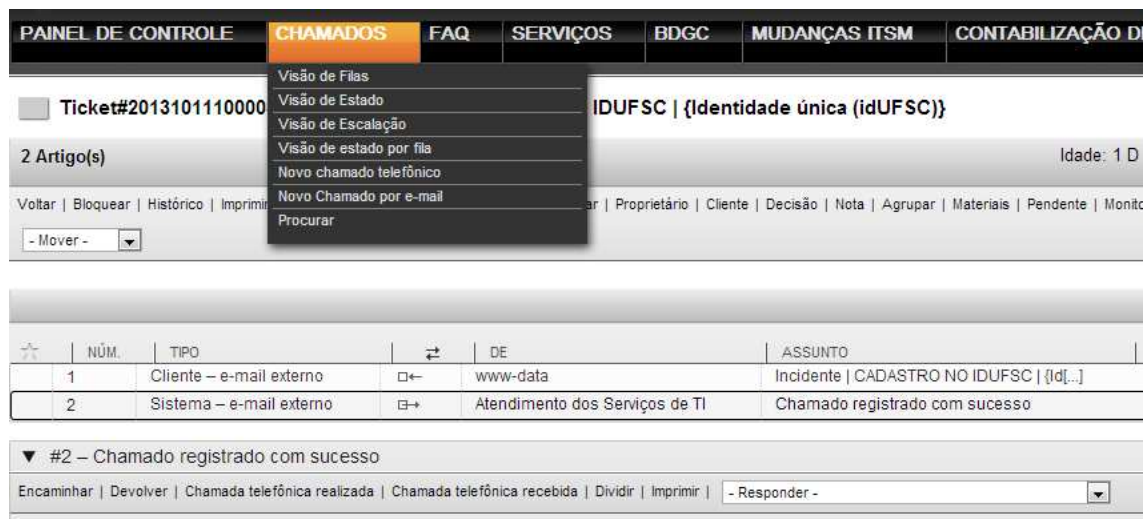 PAINEL DE CONTROLE CHAMADOS FAQ SERVIÇOS BDGC MUDANÇAS ITSM CONTABILIZAÇÃO
Visão de Filas
Visão de Estado
Visão de Escalação
Visão de estado por fila
Novo chamado telefônico
Novo Chamado por e-mail
Procurar
Ticket#2013101110000 IDUFSC | {Identidade única (idUFSC)}
2 Artigo(s) Idade: 1 D
Voltar | Bloquear | Histórico | | Proprietário | Cliente | Decisão | Nota | Agrupar | Materiais | Pendente |
- Mover -
NÚM. TIPO DE ASSUNTO
1 Cliente – e-mail externo www-data Incidente | CADASTRO NO IDUFSC | {Id[...]
2 Sistema – e-mail externo Atendimento dos Serviços de TI Chamado registrado com sucesso
▼ #2 – Chamado registrado com sucesso
Encaminhar | Devolver | Chamada telefônica realizada | Chamada telefônica recebida | Dividir | Imprimir | - Responder -